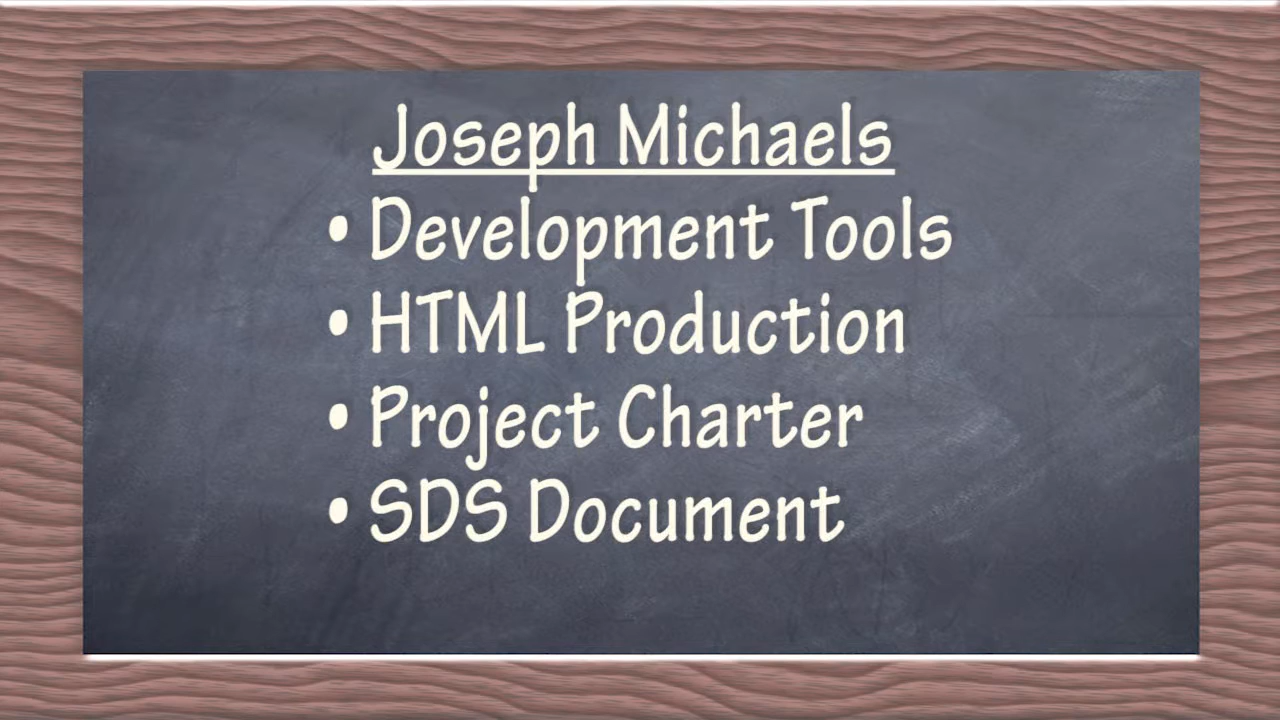 Joseph Michaels
• Development Tools
• HTML Production
• Project Charter
• SDS Document